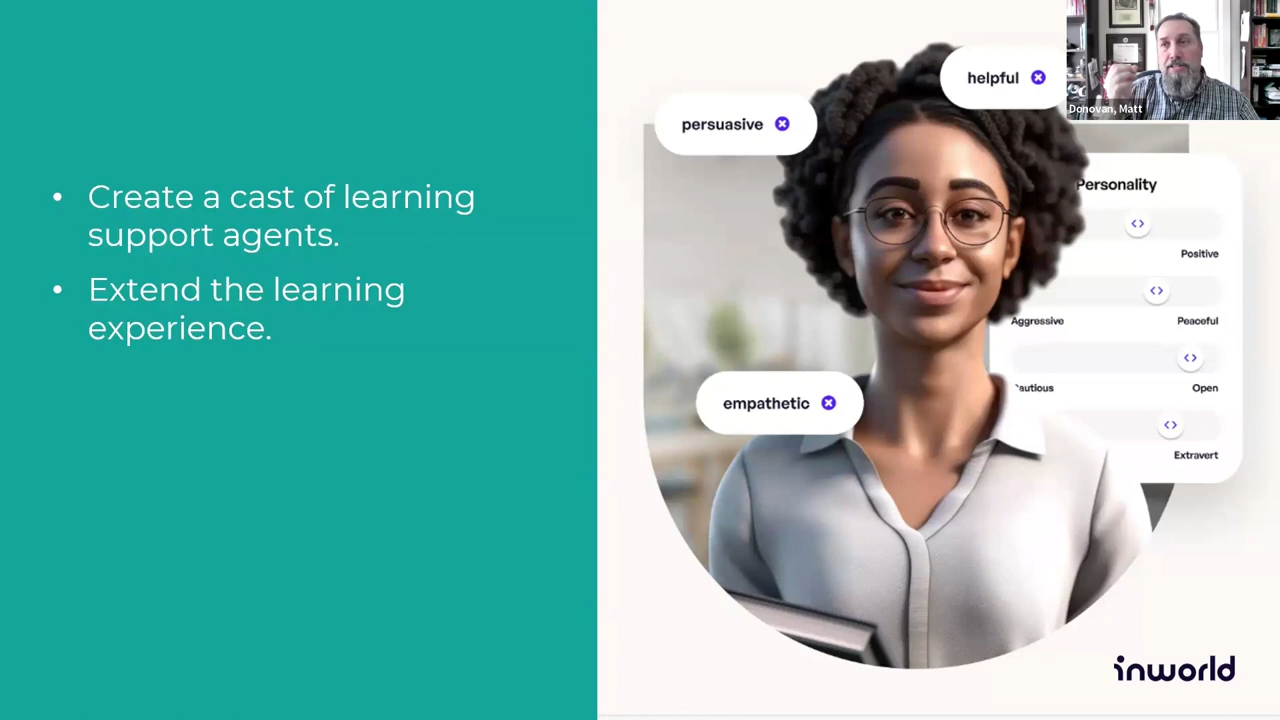 • Create a cast of learning
support agents.
• Extend the learning
experience.
persuasive
helpful
empathetic
Donovan, Matt
Personality
Positive
Aggressive Peaceful
Open
Extravert
inworld